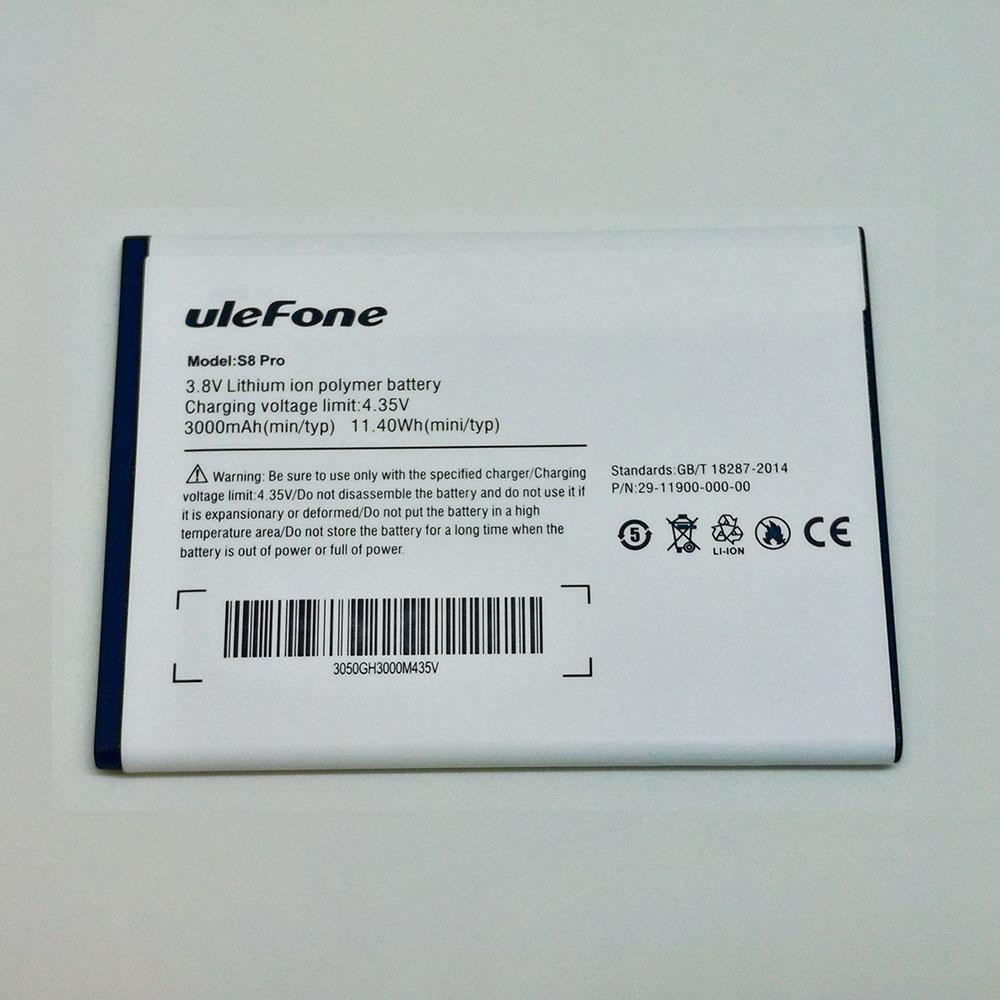 uleFone
Model:S8 Pro
3.8V Lithium ion polymer battery
Charging voltage limit:4.35V
3000mAh(min/typ) 11.40Wh(mini/typ)
Warning: Be sure to use only with the specified charger/Charging
voltage limit:4.35V/Do not disassemble the battery and do not use it if
it is expansionary or deformed/Do not put the battery in a high
temperature area/Do not store the battery for a long time when the
battery is out of power or full of power.
Standards:GB/T 18287-2014
P/N:29-11900-000-00
5
LI-ION
CE
3050GH3000M435V